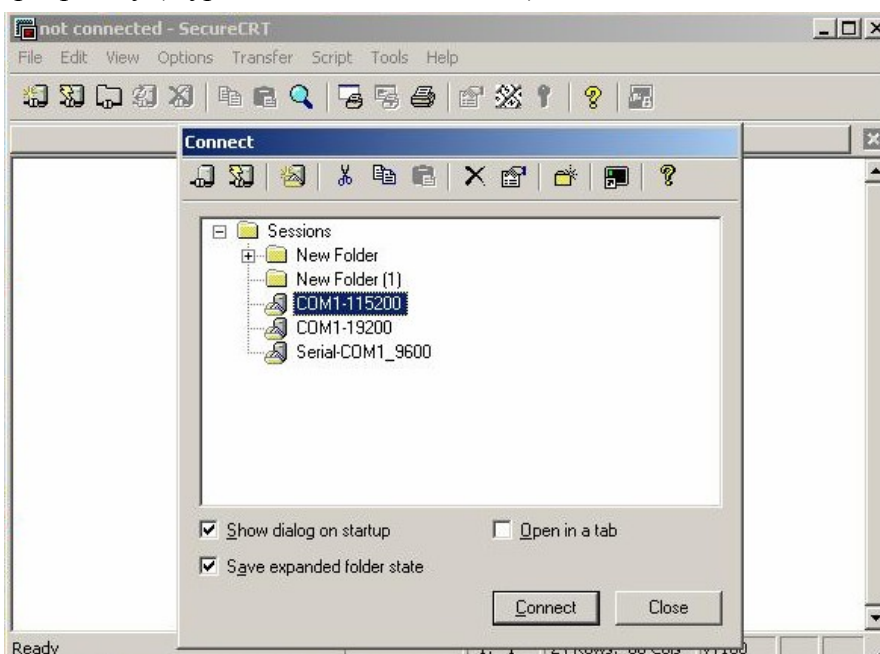 not connected - SecureCRT
File Edit View Options Transfer Script Tools Help
Connect
Sessions
New Folder
New Folder (1)
COM1-115200
COM1-19200
Serial-COM1_9600
Show dialog on startup
Open in a tab
Save expanded folder state
Connect
Close
Ready